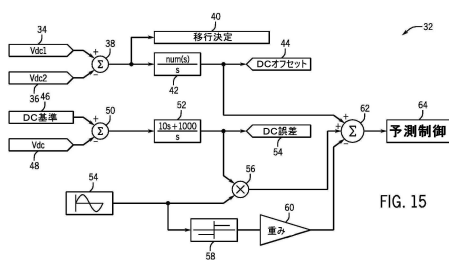 34
40
44
32
Vdc1
38
移行決定
+
Σ
−
num(s)
s
DCオフセット
Vdc2
36
46
42
DC基準
50
52
62
64
+
Σ
−
10s+1000
s
DC誤差
+
+
Σ
−
予測制御
Vdc
48
54
56
54
×
60
FIG. 15
重み
58